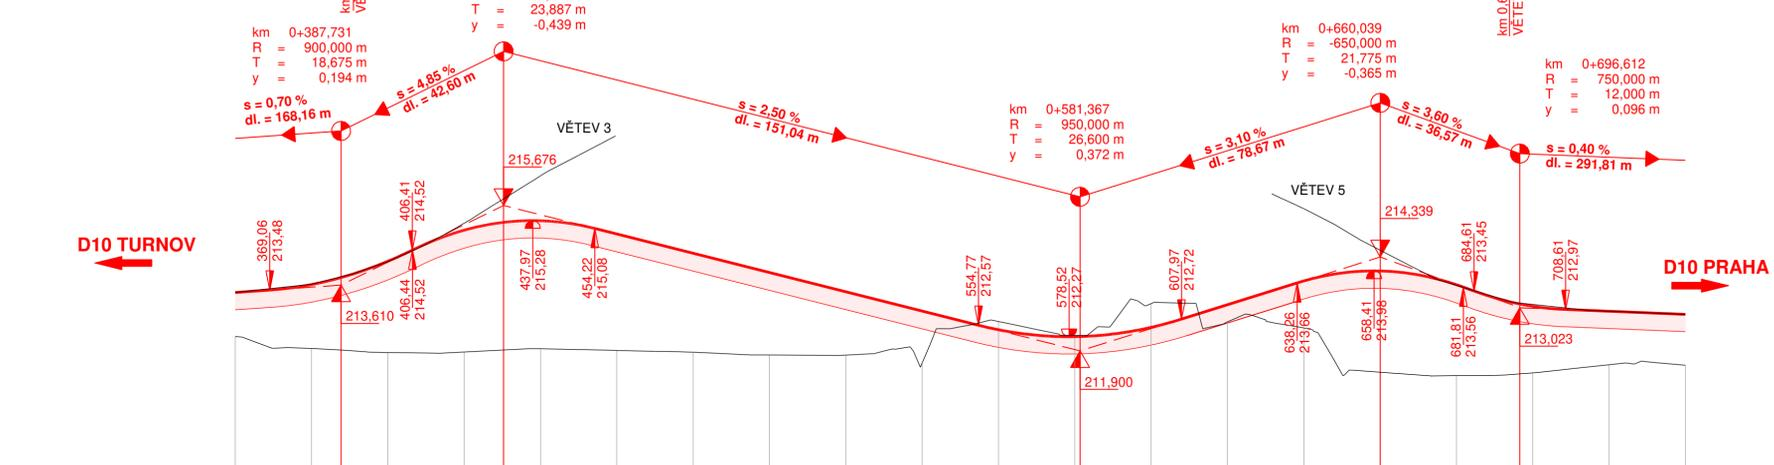 km
VĚ
T = 23,887 m
y = -0,439 m
km 0+387,731
R = 900,000 m
T = 18,675 m
y = 0,194 m
s = 0,70 %
dl. = 168,16 m
s = 4,85 %
dl. = 42,60 m
s = 2,50 %
dl. = 151,04 m
km 0+581,367
R = 950,000 m
T = 26,600 m
y = 0,372 m
s = 3,10 %
dl. = 78,67 m
km 0+660,039
R = -650,000 m
T = 21,775 m
y = -0,365 m
s = 3,60 %
dl. = 36,57 m
km 0,6
VĚTE
km 0+696,612
R = 750,000 m
T = 12,000 m
y = 0,096 m
s = 0,40 %
dl. = 291,81 m
VĚTEV 3
215,676
VĚTEV 5
214,339
D10 TURNOV
D10 PRAHA
369,06
213,48
406,41
214,52
406,44
214,52
213,610
437,97
215,28
454,22
215,08
554,77
212,57
578,52
212,27
211,900
607,97
212,72
638,26
213,66
658,41
213,98
684,61
213,45
681,81
213,56
708,61
212,97
213,023